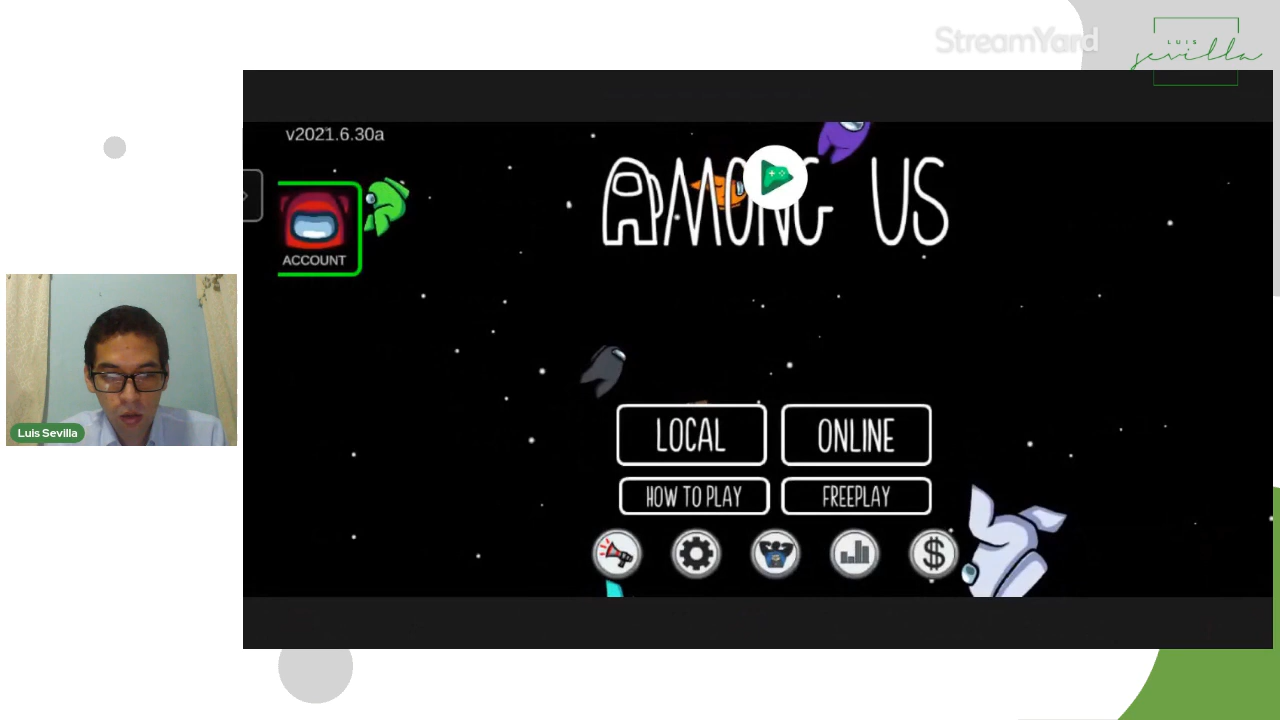 StreamYard
LUIS
sevilla
v2021.6.30a
AMONG US
ACCOUNT
LOCAL
ONLINE
HOW TO PLAY
FREEPLAY
Luis Sevilla